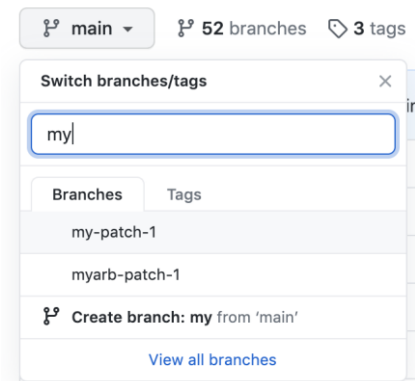 main 52 branches 3 tags
Switch branches/tags
my
Branches Tags
my-patch-1
myarb-patch-1
Create branch: my from ‘main’
View all branches